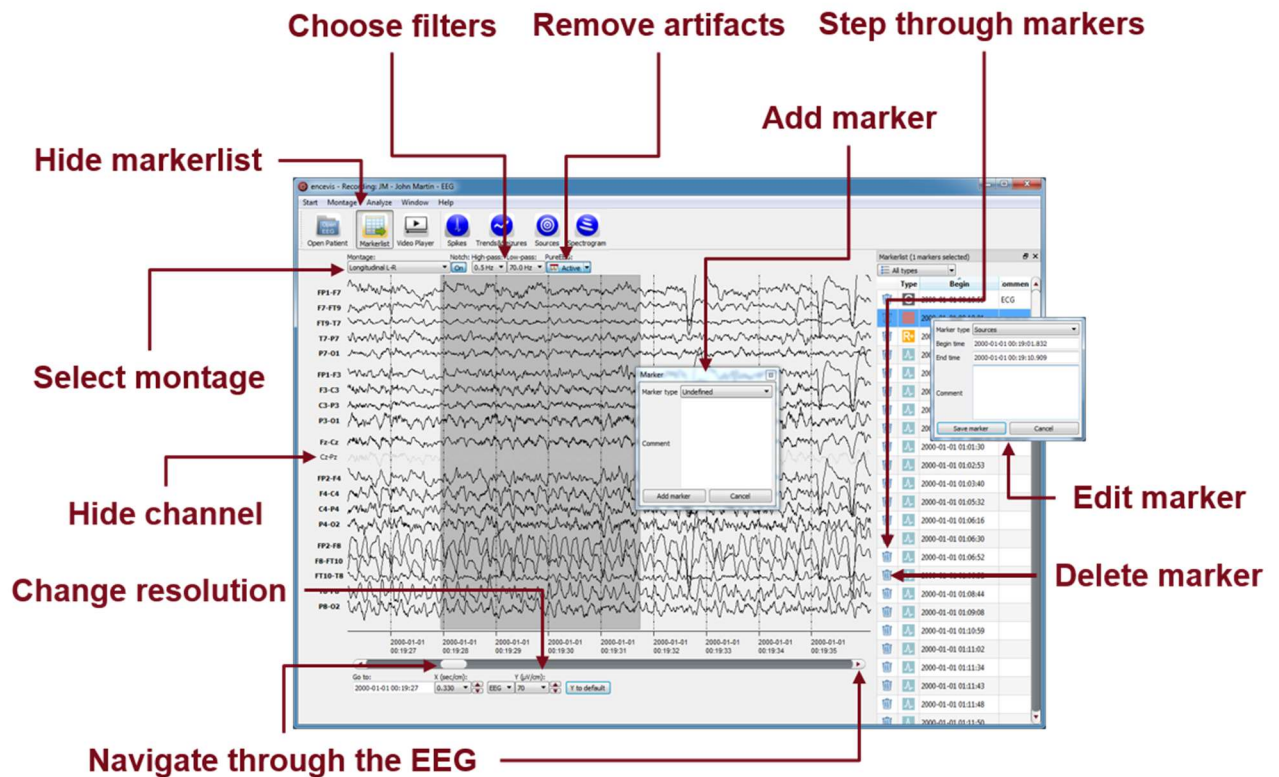 Choose filters
Remove artifacts
Step through markers
Add marker
Hide markerlist
Select montage
Hide channel
Change resolution
Navigate through the EEG
Edit marker
Delete marker
encevis - Recording: JM - John Martin - EEG
Start Montage Analyze Window Help
Open Patient Markerlist Video Player Spikes Sources Spectrogram
Montage: Notch: High-pass: Low-pass:
Longitudinal L-R On 0.5 Hz 70.0 Hz Active
FP1-F7
F7-FT9
FT9-T7
T7-P7
P7-O1
FP1-F3
F3-C3
C3-P3
P3-O1
Fz-Cz
Cz-Pz
FP2-F4
F4-C4
C4-P4
P4-O2
FP2-F8
F8-FT10
FT10-T8
P8-O2
2000-01-01 2000-01-01 2000-01-01 2000-01-01 2000-01-01 2000-01-01 2000-01-01 2000-01-01 2000-01-01
00:19:27 00:19:28 00:19:29 00:19:30 00:19:31 00:19:32 00:19:33 00:19:34 00:19:35
Go to: X (sec/cm): Y (µV/cm):
2000-01-01 00:19:27 0.330 EEG 70 Y to default
Marker
Marker type Undefined
Comment
Add marker Cancel
Markerlist (1 markers selected)
All types
Type Begin ommen
ECG
Marker type Sources
Begin time 2000-01-01 00:19:01.832
End time 2000-01-01 00:19:10.909
Comment
Save marker Cancel
2000-01-01 01:01:30
2000-01-01 01:02:53
2000-01-01 01:03:40
2000-01-01 01:05:32
2000-01-01 01:06:16
2000-01-01 01:06:30
2000-01-01 01:06:52
2000-01-01 01:08:44
2000-01-01 01:09:08
2000-01-01 01:10:59
2000-01-01 01:11:02
2000-01-01 01:11:34
2000-01-01 01:11:43
2000-01-01 01:11:48
2000-01-01 01:11:50